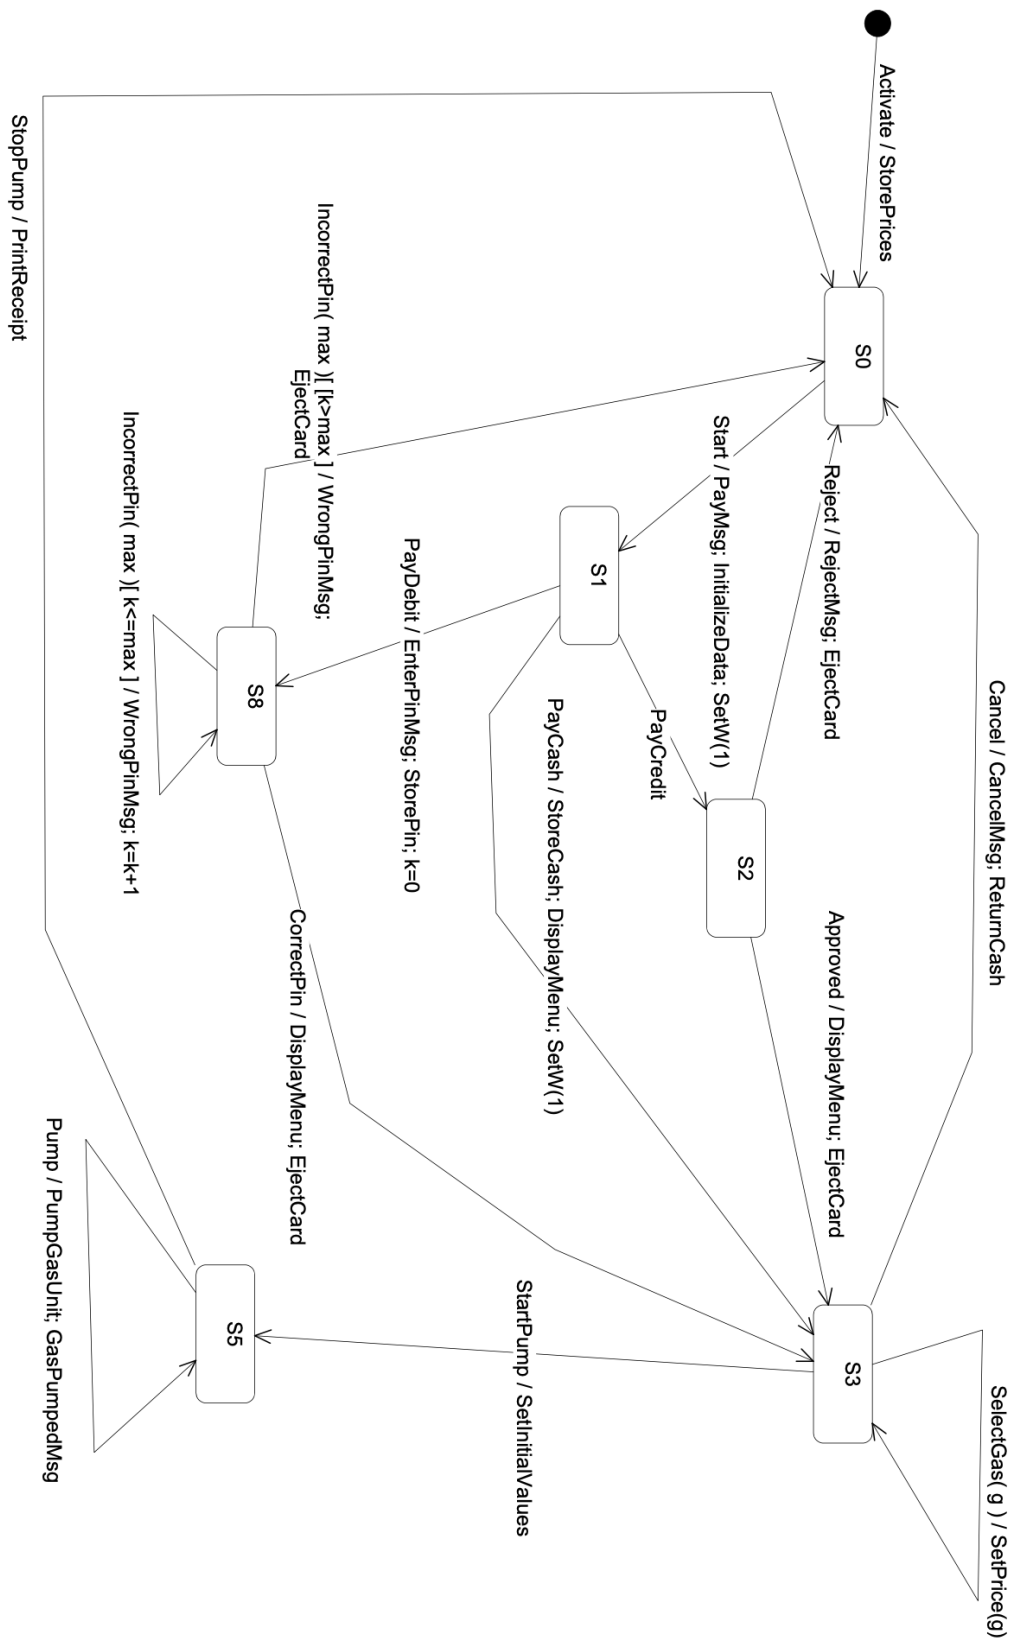 Activate / StorePrices
S0
Cancel / CancelMsg; ReturnCash
SelectGas( g ) / SetPrice(g)
Reject / RejectMsg; EjectCard
Approved / DisplayMenu; EjectCard
S3
Start / PayMsg; InitializeData; SetW(1)
S2
PayCredit
S1
PayCash / StoreCash; DisplayMenu; SetW(1)
StartPump / SetInitialValues
PayDebit / EnterPinMsg; StorePin; k=0
IncorrectPin( max )[ [k>max ] / WrongPinMsg;
EjectCard
CorrectPin / DisplayMenu; EjectCard
S8
S5
IncorrectPin( max )[ k<=max ] / WrongPinMsg; k=k+1
Pump / PumpGasUnit; GasPumpedMsg
StopPump / PrintReceipt